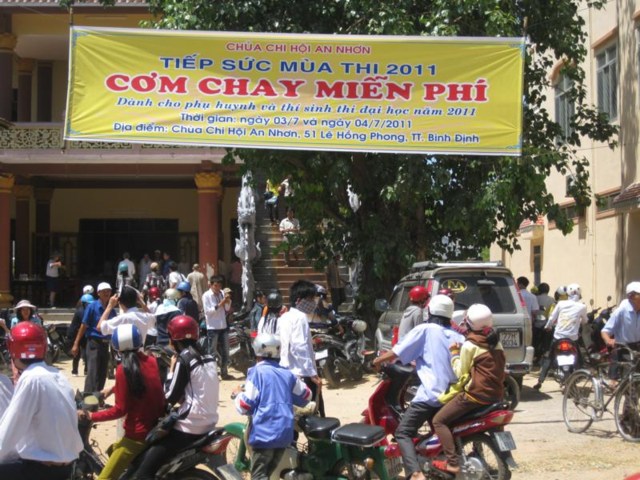 CHÙA CHI HỘI AN NHƠN
TIẾP SỨC MÙA THI 2011
CƠM CHAY MIỄN PHÍ
Dành cho phụ huynh và thí sinh thi đại học năm 2011
Thời gian: ngày 03/7 và ngày 04/7/2011
Địa điểm: Chùa Chi Hội An Nhơn, 51 Lê Hồng Phong, TT. Bình Định